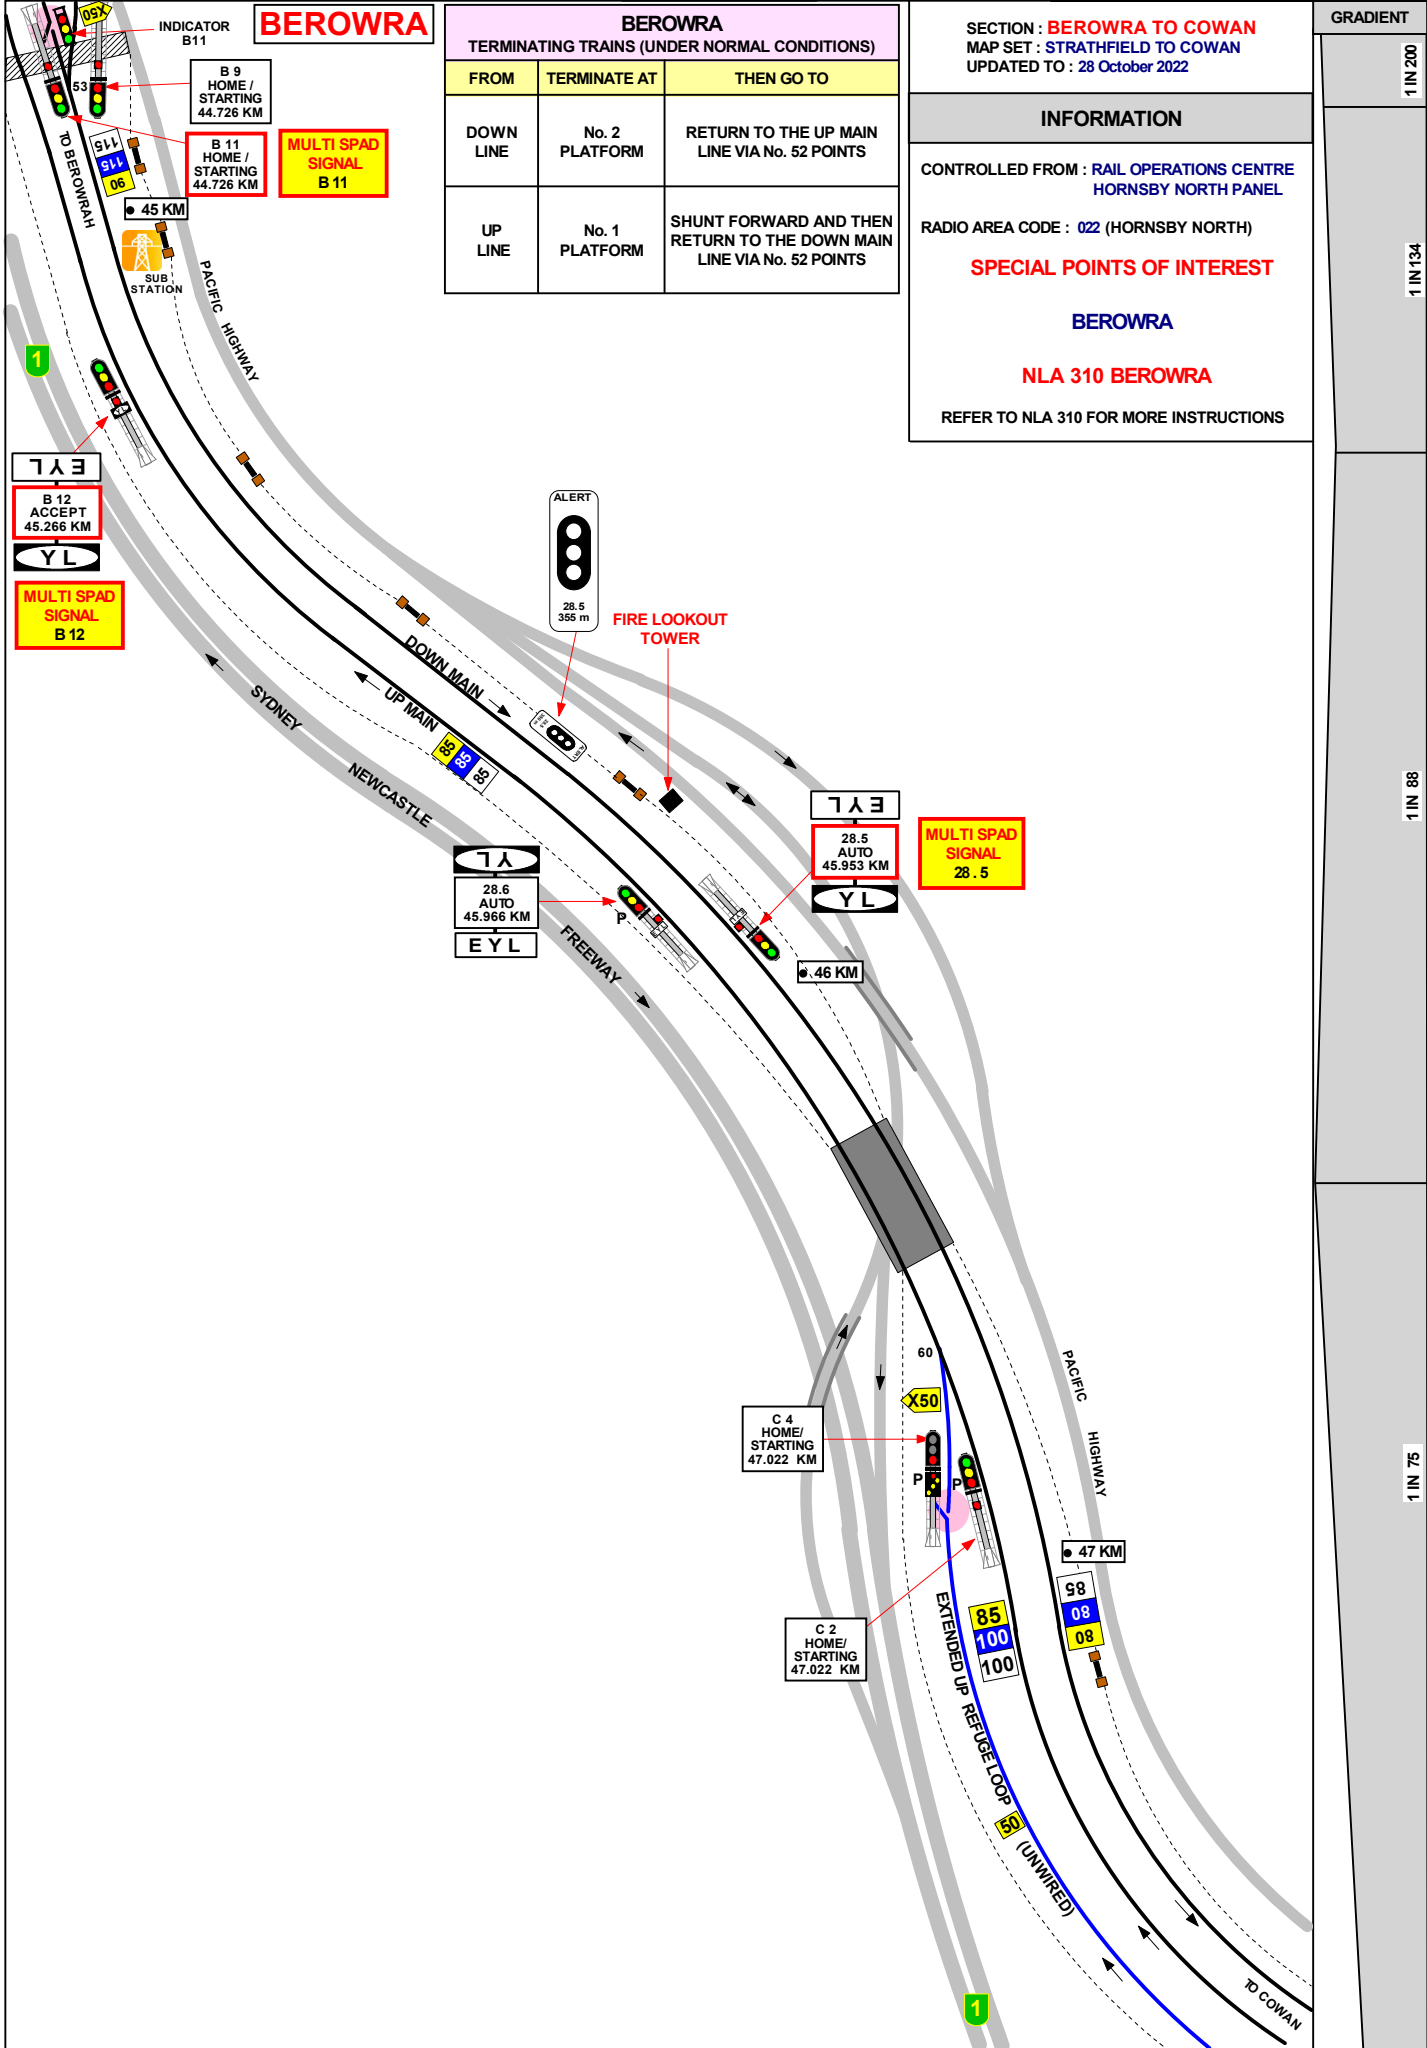 BEROWRA
INDICATOR
B11
X50
53
B 9
HOME /
STARTING
44.726 KM
B 11
HOME /
STARTING
44.726 KM
MULTI SPAD
SIGNAL
B 11
TO BEROWRAH
115
115
90
45 KM
SUB
STATION
PACIFIC HIGHWAY
1
BEROWRA
TERMINATING TRAINS (UNDER NORMAL CONDITIONS)
FROM TERMINATE AT THEN GO TO
DOWN
LINE
No. 2
PLATFORM
RETURN TO THE UP MAIN
LINE VIA No. 52 POINTS
UP
LINE
No. 1
PLATFORM
SHUNT FORWARD AND THEN
RETURN TO THE DOWN MAIN
LINE VIA No. 52 POINTS
SECTION : BEROWRA TO COWAN
MAP SET : STRATHFIELD TO COWAN
UPDATED TO : 28 October 2022
INFORMATION
CONTROLLED FROM : RAIL OPERATIONS CENTRE
HORNSBY NORTH PANEL
RADIO AREA CODE : 022 (HORNSBY NORTH)
SPECIAL POINTS OF INTEREST
BEROWRA
NLA 310 BEROWRA
REFER TO NLA 310 FOR MORE INSTRUCTIONS
GRADIENT
1 IN 200
1 IN 134
1 IN 88
1 IN 75
EYL
B 12
ACCEPT
45.266 KM
Y L
MULTI SPAD
SIGNAL
B 12
ALERT
28.5
355 m
FIRE LOOKOUT
TOWER
DOWN MAIN
UP MAIN
ALERT
28.5
355 m
85
85
85
SYDNEY
NEWCASTLE
FREEWAY
YL
28.6
AUTO
45.966 KM
E Y L
P
EYL
28.5
AUTO
45.953 KM
Y L
MULTI SPAD
SIGNAL
28 . 5
46 KM
60
X50
C 4
HOME/
STARTING
47.022 KM
P
P
PACIFIC HIGHWAY
47 KM
85
80
80
C 2
HOME/
STARTING
47.022 KM
85
100
100
EXTENDED UP REFUGE LOOP 50 (UNWIRED)
1
TO COWAN